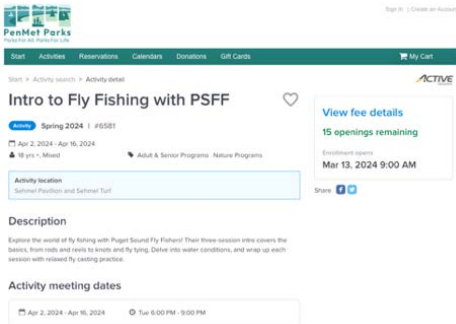 Sign In | Create an Account
PenMet Parks
Parks For All, Parks For Life
Start Activities Reservations Calendars Donations Gift Cards My Cart
Start > Activity search > Activity detail
ACTIVE
Intro to Fly Fishing with PSFF
Activity Spring 2024 | #6581
Apr 2, 2024 - Apr 16, 2024
18 yrs +, Mixed Adult & Senior Programs Nature Programs
Activity location
Sehmel Pavilion and Sehmel Turf
View fee details
15 openings remaining
Enrollment opens
Mar 13, 2024 9:00 AM
Share
Description
Explore the world of fly fishing with Puget Sound Fly Fishers! Their three-session intro covers the
basics, from rods and reels to knots and fly tying. Delve into water conditions, and wrap up each
session with relaxed fly casting practice.
Activity meeting dates
Apr 2, 2024 - Apr 16, 2024 Tue 6:00 PM - 9:00 PM